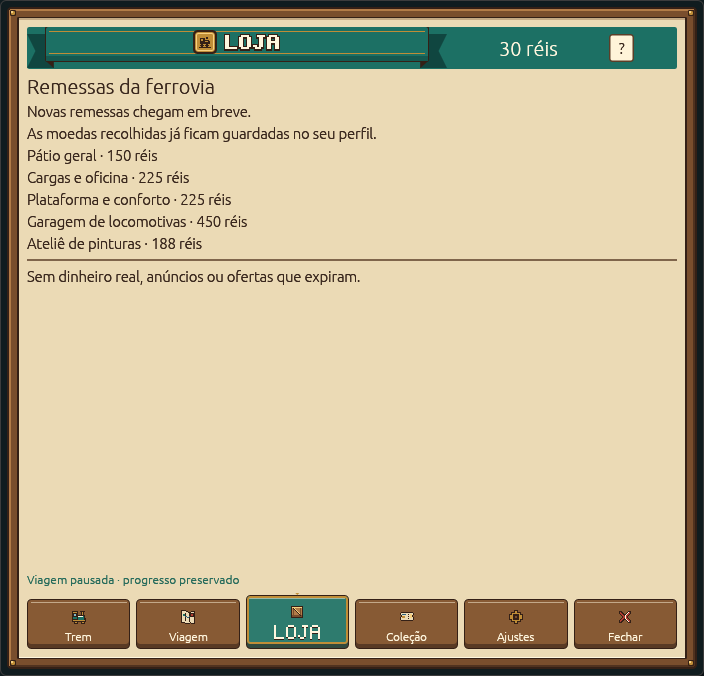 LOJA
30 réis
?
Remessas da ferrovia
Novas remessas chegam em breve.
As moedas recolhidas já ficam guardadas no seu perfil.
Pátio geral · 150 réis
Cargas e oficina · 225 réis
Plataforma e conforto · 225 réis
Garagem de locomotivas · 450 réis
Ateliê de pinturas · 188 réis
Sem dinheiro real, anúncios ou ofertas que expiram.
Viagem pausada · progresso preservado
Trem
Viagem
LOJA
Coleção
Ajustes
Fechar